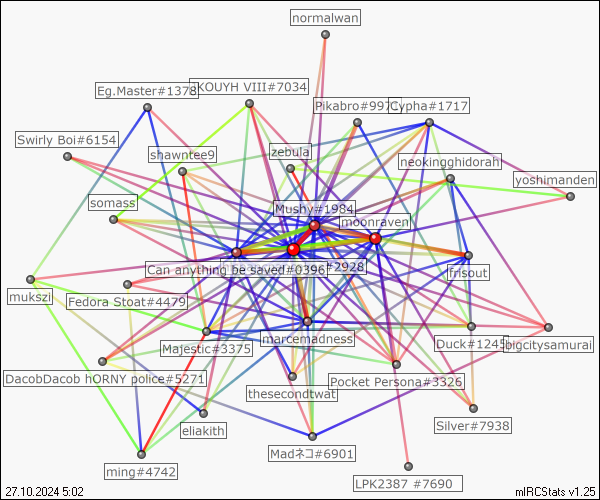 normalwan
Eg.Master#1378
KOUYH VIII#7034
Pikabro#997
Cypha#1717
Swirly Boi#6154
shawntee9
zebula
neokingghidorah
yoshimanden
somass
Mushy#1984
moonraven
Can anything be saved#0396
#2928
frisout
mukszi
Fedora Stoat#4479
Majestic#3375
marcemadness
Duck#1245
bigcitysamurai
DacobDacob hORNY police#5271
thesecondtwat
Pocket Persona#3326
eliakith
Silver#7938
Madネコ#6901
ming#4742
LPK2387 #7690
27.10.2024 5:02
mIRCStats v1.25